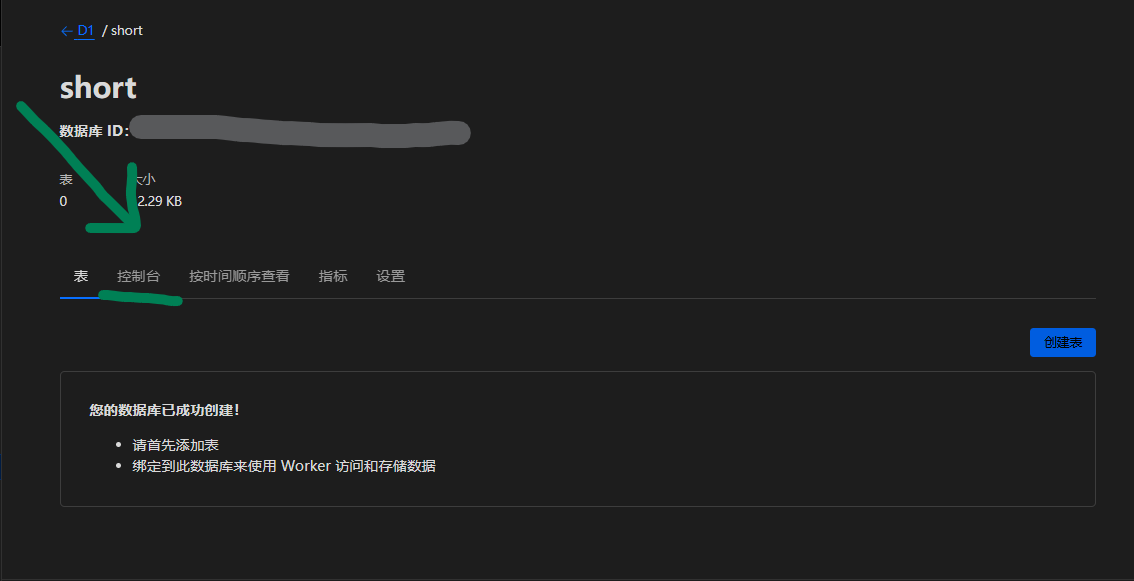 ← D1 / short
short
数据库 ID:
表
小
0
2.29 KB
表 控制台 按时间顺序查看 指标 设置
创建表
您的数据库已成功创建！
• 请首先添加表
• 绑定到此数据库来使用 Worker 访问和存储数据